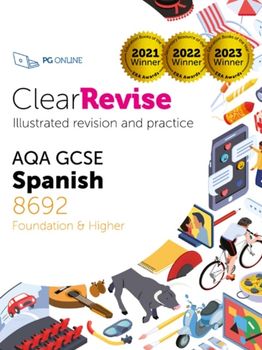 PG ONLINE
2021
Winner
2022
Winner
2023
Winner
ClearRevise
Illustrated revision and practice
AQA GCSE
Spanish
8692
Foundation & Higher